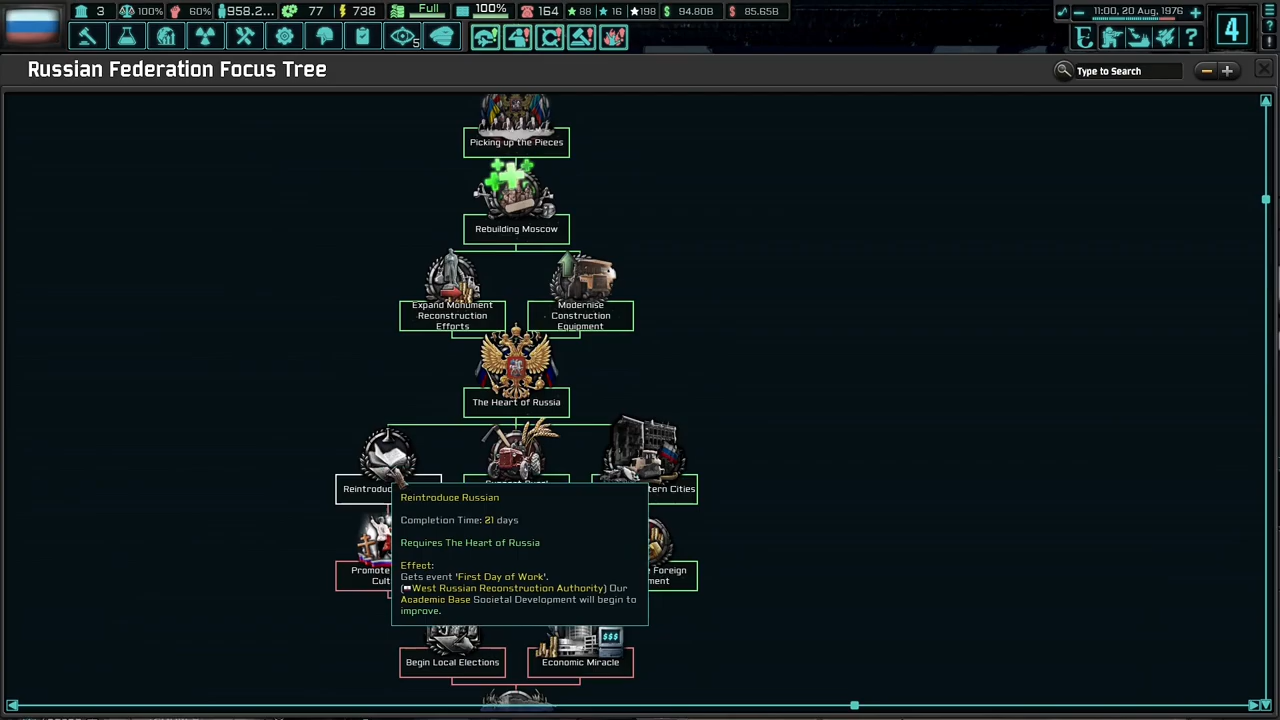 3 100% 60% 958.2... 77 738 Full 100% 164 88 16 198 94.80B 85.65B 11:00, 20 Aug, 1976 4
5
Russian Federation Focus Tree
Type to Search
Picking up the Pieces
Rebuilding Moscow
Expand Monument
Reconstruction
Efforts
Modernise
Construction
Equipment
The Heart of Russia
Reintroduc
tern Cities
Reintroduce Russian
Completion Time: 21 days
Requires The Heart of Russia
Effect:
Gets event 'First Day of Work'.
(West Russian Reconstruction Authority) Our
Academic Base Societal Development will begin to
improve.
Promote
Cult
e Foreign
ment
Begin Local Elections
Economic Miracle